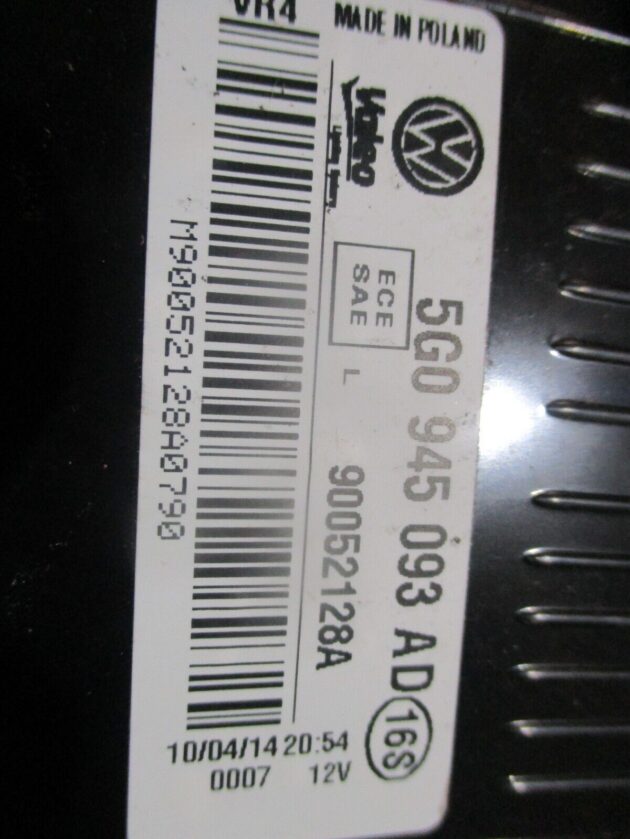 VR4
MADE IN POLAND
Valeo
ECE
SAE
5G0 945 093 AD
16S
L 90052128A
M90052128A0790
10/04/14 20:54
0007 12V